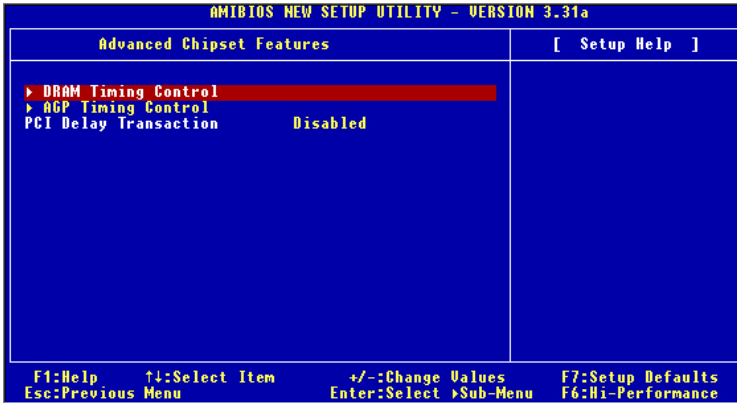 AMIBIOS NEW SETUP UTILITY - VERSION 3.31a
Advanced Chipset Features
[ Setup Help ]
▸ DRAM Timing Control
▸ AGP Timing Control
PCI Delay Transaction Disabled
F1:Help ↑↓:Select Item +/-:Change Values F7:Setup Defaults
Esc:Previous Menu Enter:Select ▸Sub-Menu F6:Hi-Performance